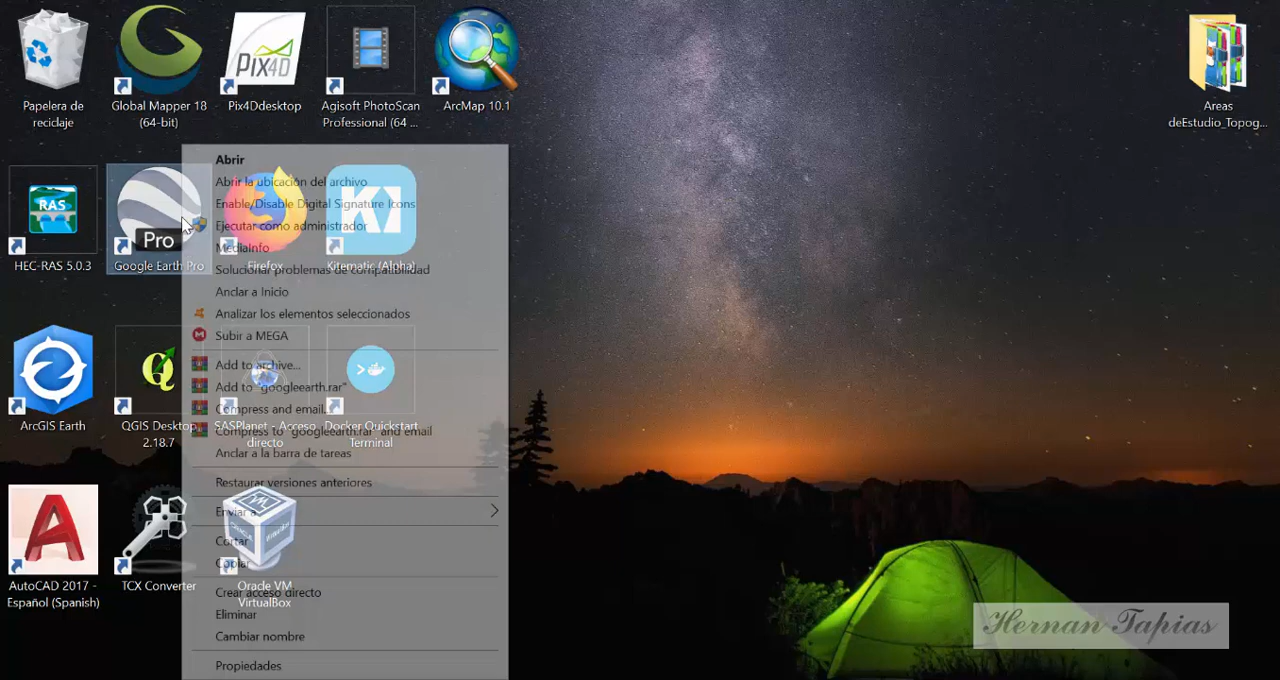 Papelera de
reciclaje
Global Mapper 18
(64-bit)
PIX4D
Pix4Ddesktop
Agisoft PhotoScan
Professional (64 ...
ArcMap 10.1
Areas
deEstudio_Topog...
RAS
HEC-RAS 5.0.3
Pro
Google Earth Pro
Firefox
Kitematic (Alpha)
ArcGIS Earth
QGIS Desktop
2.18.7
SASPlanet - Acceso
directo
Docker Quickstart
Terminal
AutoCAD 2017 -
Español (Spanish)
TCX Converter
Oracle VM
VirtualBox
Abrir
Abrir la ubicación del archivo
Enable/Disable Digital Signature Icons
Ejecutar como administrador
MediaInfo
Solucionar problemas de compatibilidad
Anclar a Inicio
Analizar los elementos seleccionados
Subir a MEGA
Add to archive...
Add to "googleearth.rar"
Compress and email...
Compress to "googleearth.rar" and email
Anclar a la barra de tareas
Restaurar versiones anteriores
Enviar a
Cortar
Copiar
Crear acceso directo
Eliminar
Cambiar nombre
Propiedades
Hernan Tapias